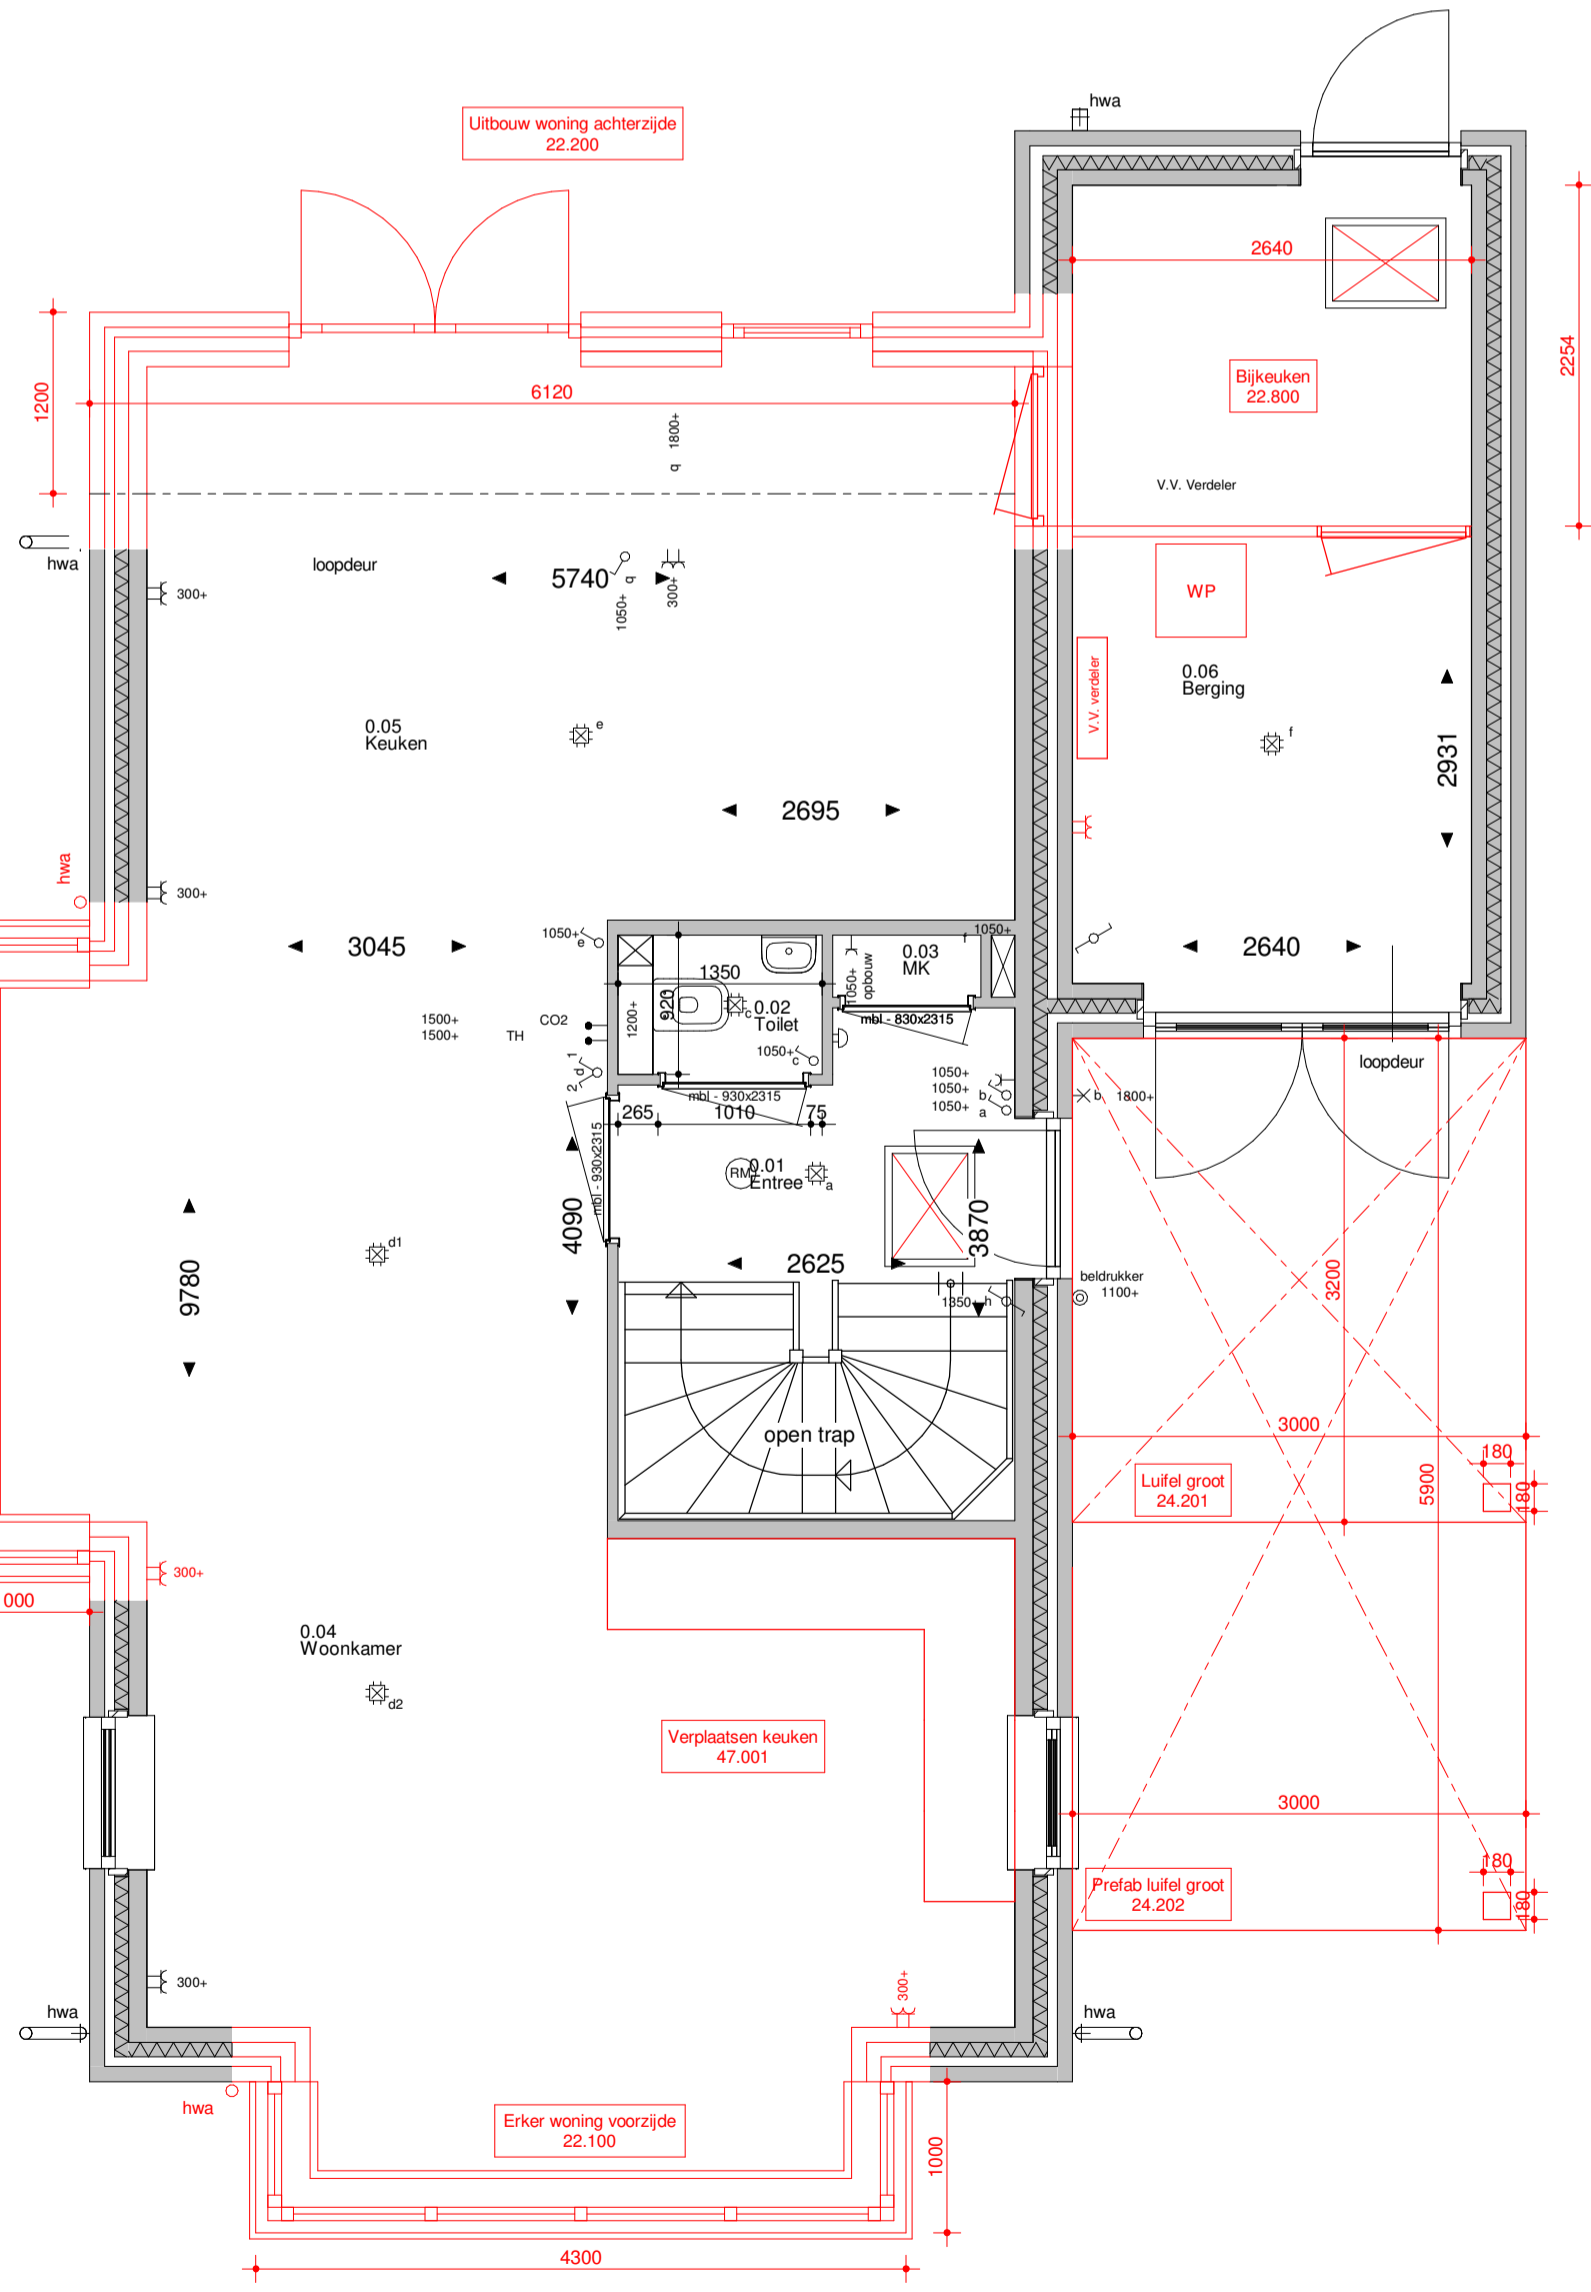 hwa
Uitbouw woning achterzijde
22.200
2640
2254
1200
6120
Bijkeuken
22.800
q 1800+
V.V. Verdeler
hwa
loopdeur
5740
1050+ q
300+
300+
WP
V.V. verdeler
0.06
Berging
0.05
Keuken
e
f
2931
2695
hwa
300+
3045
1050+
e
1350
920
1200+
c
0.02
Toilet
1050+
c
1050+
opbouw
0.03
MK
f
1050+
2640
1500+
1500+
CO2
TH
mbl - 830x2315
loopdeur
1
d
2
mbl - 930x2315
265
1010
75
1050+
1050+
b
1050+
a
b
1800+
mbl - 930x2315
RM
0.01
Entree
a
4090
3870
d1
9780
2625
1350+
h
beldrukker
1100+
3200
open trap
3000
180
180
Luifel groot
24.201
5900
300+
000
0.04
Woonkamer
d2
Verplaatsen keuken
47.001
3000
180
180
Prefab luifel groot
24.202
300+
300+
hwa
hwa
hwa
Erker woning voorzijde
22.100
1000
4300